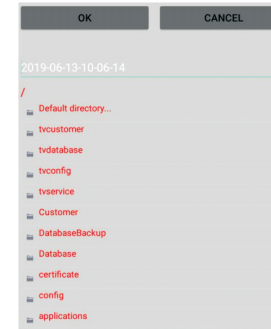 OK CANCEL
2019-06-13-10-06-14
/
Default directory...
tvcustomer
tvdatabase
tvconfig
tvservice
Customer
DatabaseBackup
Database
certificate
config
applications